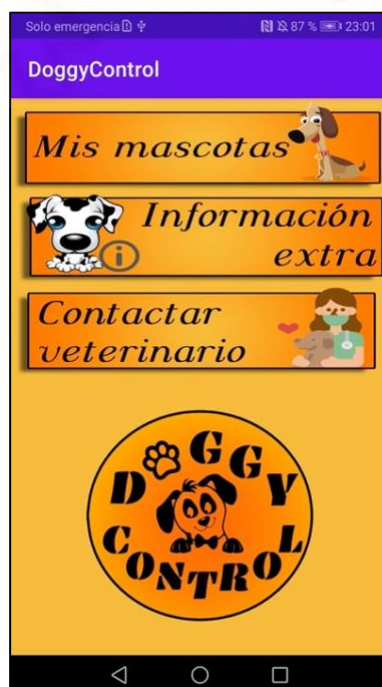 Solo emergencia 87 % 23:01
DoggyControl
Mis mascotas
Información
extra
Contactar
veterinario
DOGGY
CONTROL